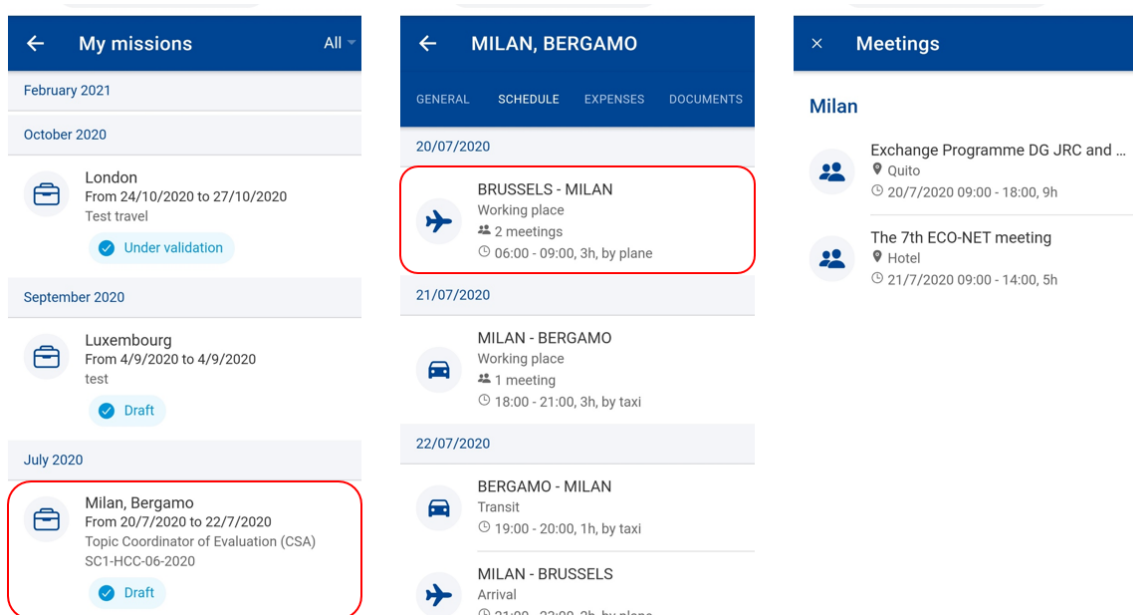 My missions
All
February 2021
October 2020
London
From 24/10/2020 to 27/10/2020
Test travel
Under validation
September 2020
Luxembourg
From 4/9/2020 to 4/9/2020
test
Draft
July 2020
Milan, Bergamo
From 20/7/2020 to 22/7/2020
Topic Coordinator of Evaluation (CSA)
SC1-HCC-06-2020
Draft
MILAN, BERGAMO
GENERAL SCHEDULE EXPENSES DOCUMENTS
20/07/2020
BRUSSELS - MILAN
Working place
2 meetings
06:00 - 09:00, 3h, by plane
21/07/2020
MILAN - BERGAMO
Working place
1 meeting
18:00 - 21:00, 3h, by taxi
22/07/2020
BERGAMO - MILAN
Transit
19:00 - 20:00, 1h, by taxi
MILAN - BRUSSELS
Arrival
Meetings
Milan
Exchange Programme DG JRC and ...
Quito
20/7/2020 09:00 - 18:00, 9h
The 7th ECO-NET meeting
Hotel
21/7/2020 09:00 - 14:00, 5h